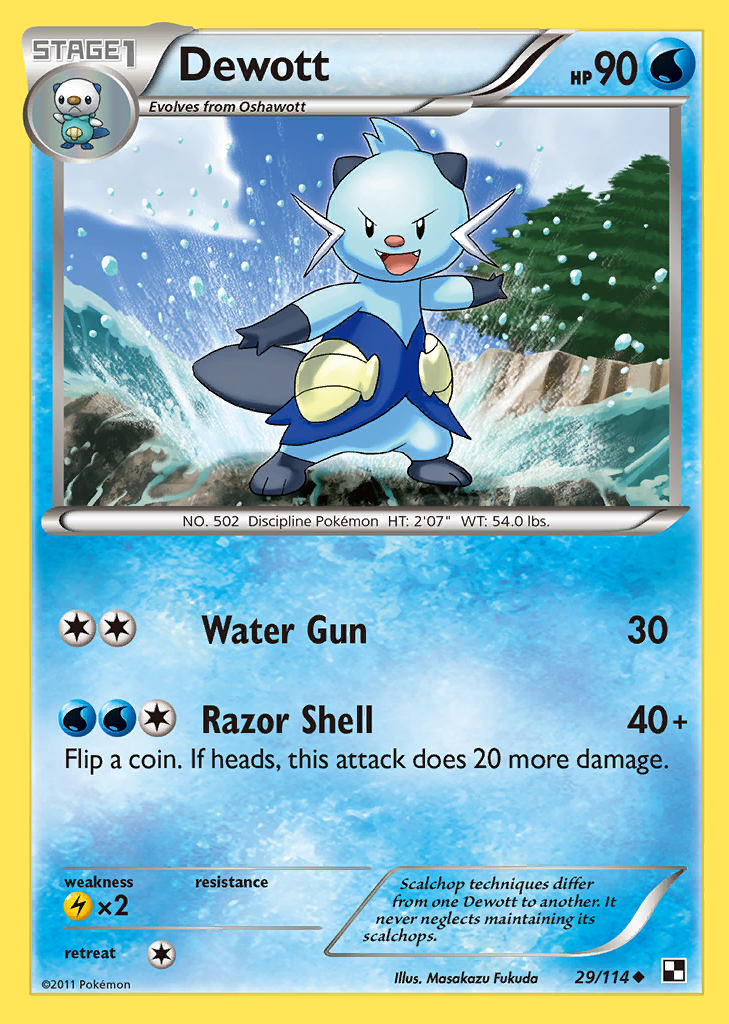 STAGE1
Dewott
HP 90
Evolves from Oshawott
NO. 502 Discipline Pokémon HT: 2'07" WT: 54.0 lbs.
Water Gun 30
Razor Shell 40+
Flip a coin. If heads, this attack does 20 more damage.
weakness resistance
×2
retreat
Scalchop techniques differ
from one Dewott to another. It
never neglects maintaining its
scalchops.
©2011 Pokémon
Illus. Masakazu Fukuda
29/114